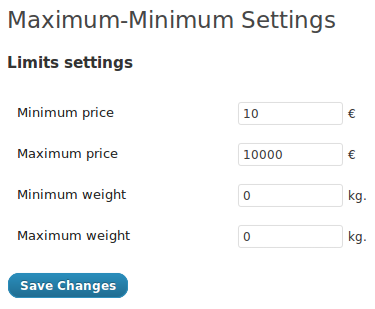 Maximum-Minimum Settings
Limits settings
Minimum price 10 €
Maximum price 10000 €
Minimum weight 0 kg.
Maximum weight 0 kg.
Save Changes